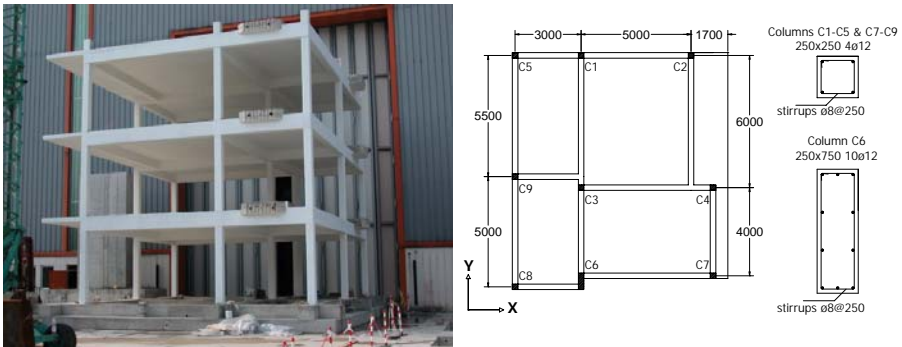 3000
5000
1700
C5
C1
C2
5500
6000
C9
C3
C4
5000
4000
C8
C6
C7
Y
X
Columns C1-C5 & C7-C9
250x250 4ø12
stirrups ø8@250
Column C6
250x750 10ø12
stirrups ø8@250